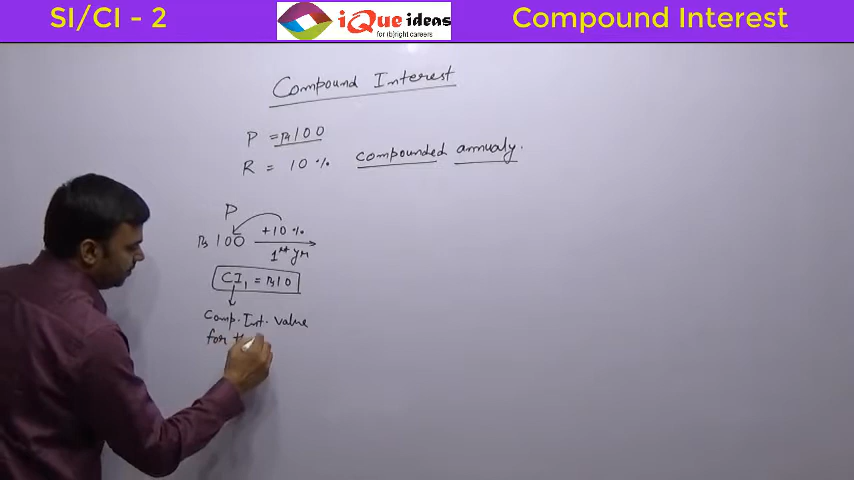 SI/CI - 2
iQue ideas
for (b)right careers
Compound Interest
Compound Interest
P = Rs 100
R = 10 % compounded annualy.
P
Rs 100 +10 %
1st yr
CI1 = Rs 10
Comp. Int. value
for